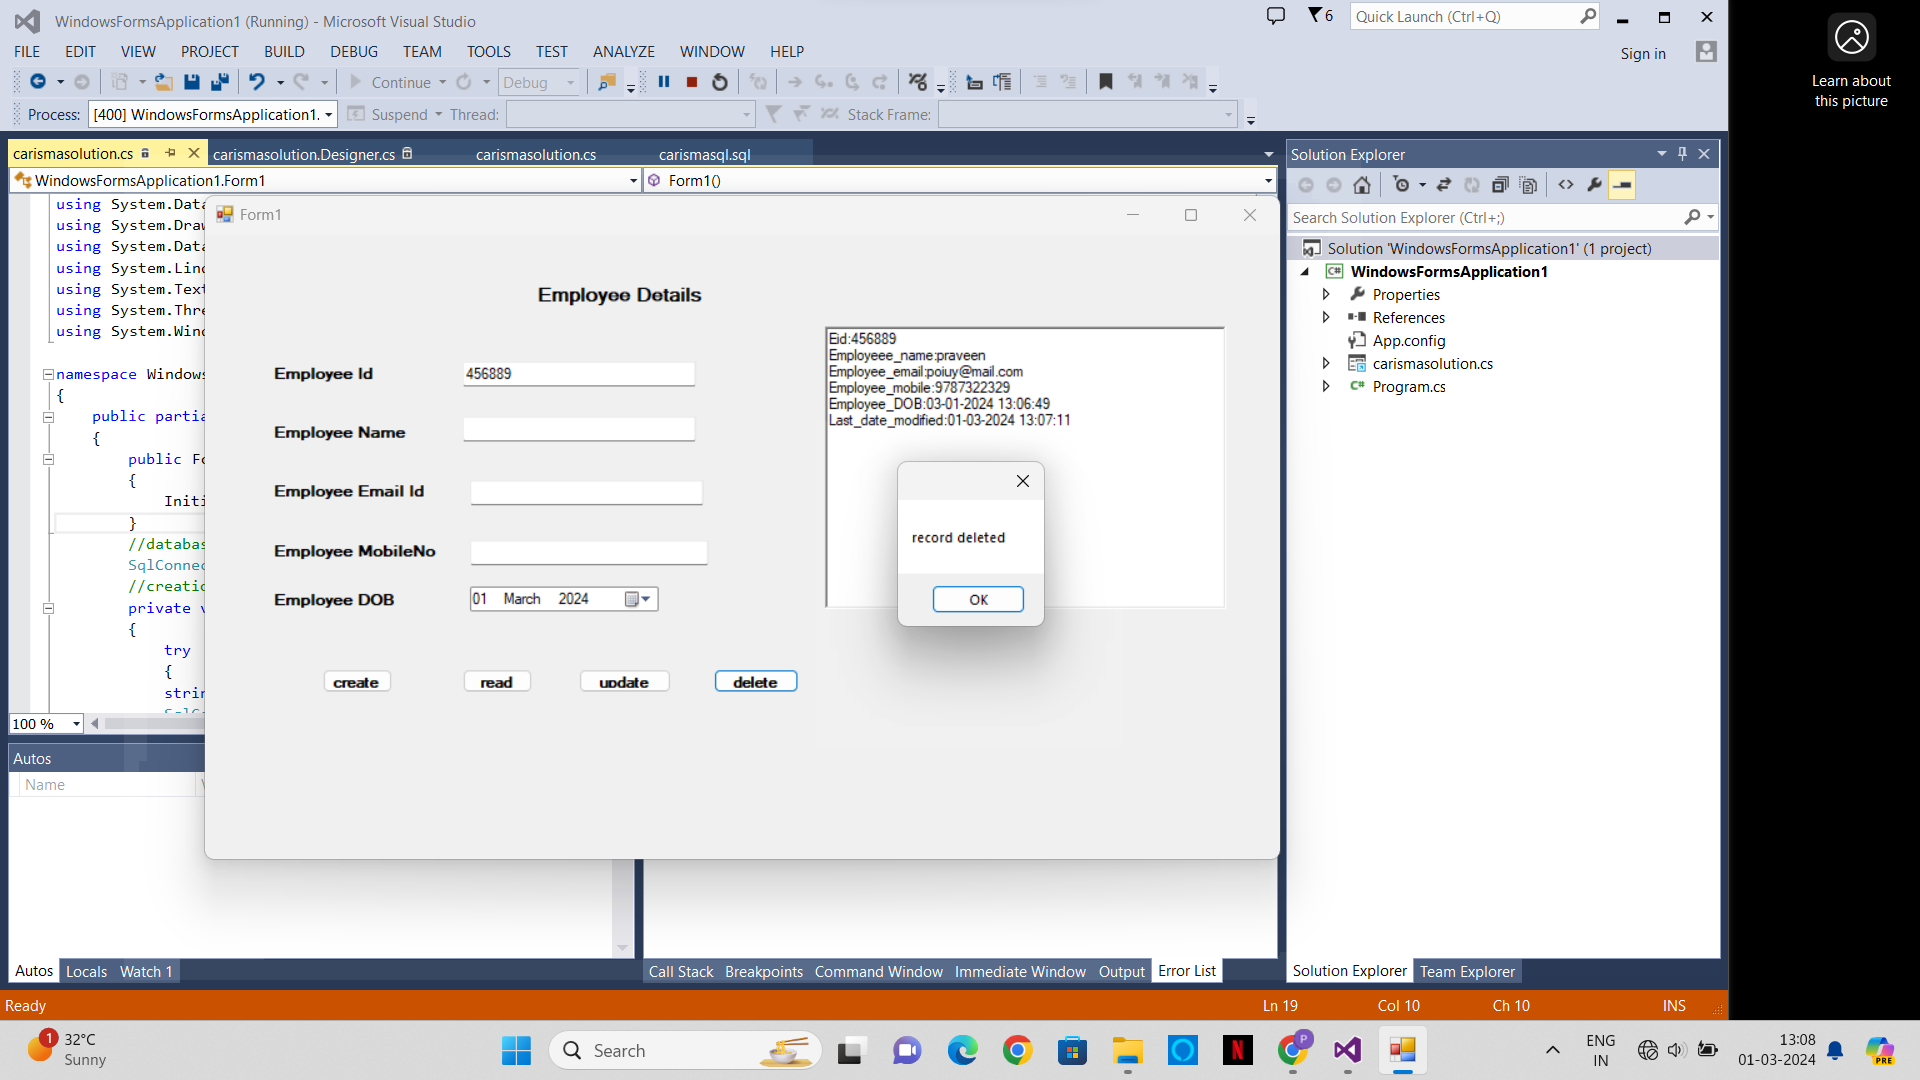 WindowsFormsApplication1 (Running) - Microsoft Visual Studio
6
Quick Launch (Ctrl+Q)
FILE EDIT VIEW PROJECT BUILD DEBUG TEAM TOOLS TEST ANALYZE WINDOW HELP
Sign in
Continue
Debug
Process:
[400] WindowsFormsApplication1.
Suspend
Thread:
Stack Frame:
Learn about
this picture
carismasolution.cs
carismasolution.Designer.cs
carismasolution.cs
carismasql.sql
WindowsFormsApplication1.Form1
Form1()
using System.Data
using System.Draw
using System.Data
using System.Linq
using System.Text
using System.Thre
using System.Wind
namespace Windows
{
public partia
{
public Fo
{
Initi
}
//databas
SqlConnec
//creatio
private v
{
try
{
strin
100 %
Form1
Employee Details
Employee Id
456889
Employee Name
Employee Email Id
Employee MobileNo
Employee DOB
01 March 2024
create
read
update
delete
Eid:456889
Employeee_name:praveen
Employee_email:poiuy@mail.com
Employee_mobile:9787322329
Employee_DOB:03-01-2024 13:06:49
Last_date_modified:01-03-2024 13:07:11
record deleted
OK
Solution Explorer
Search Solution Explorer (Ctrl+;)
Solution 'WindowsFormsApplication1' (1 project)
C# WindowsFormsApplication1
Properties
References
App.config
carismasolution.cs
C# Program.cs
Autos
Name
Autos Locals Watch 1
Call Stack Breakpoints Command Window Immediate Window Output Error List
Solution Explorer Team Explorer
Ready
Ln 19
Col 10
Ch 10
INS
1
32°C
Sunny
Search
N
P
ENG
IN
13:08
01-03-2024
PRE